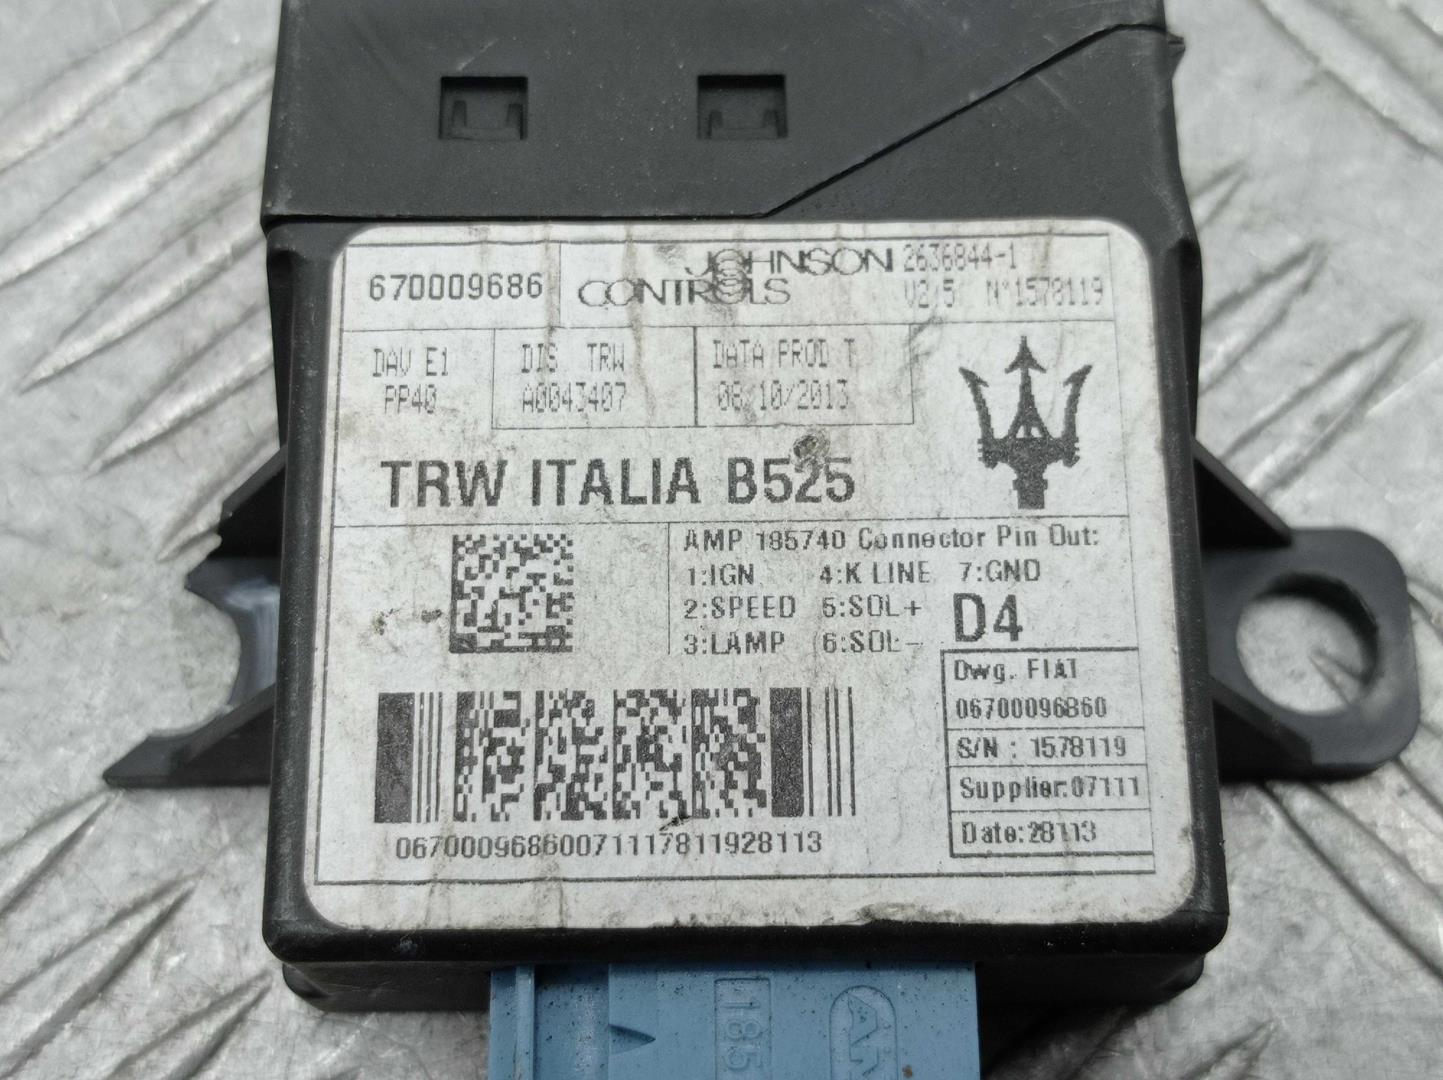 670009686
JOHNSON CONTROLS
2636844-1
V2.5 N°1578119
DAV E1
PP40
DIS TRW
A0043407
DATA PROD T
08/10/2013
TRW ITALIA B525
AMP 185740 Connector Pin Out:
1:IGN 4:K LINE 7:GND
2:SPEED 5:SOL+
3:LAMP 6:SOL-
D4
Dwg. FIAT
06700096860
S/N : 1578119
Supplier:07111
Date:28113
06700096860071117811928113
1185